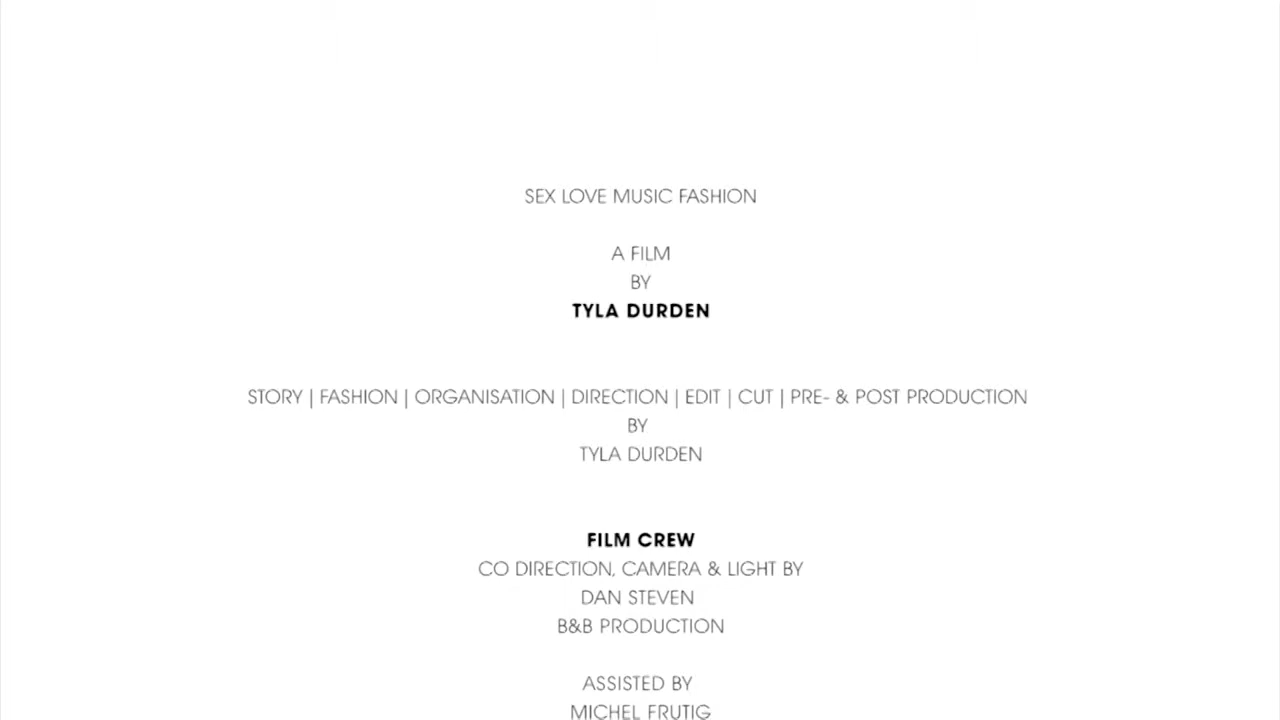 SEX LOVE MUSIC FASHION
A FILM
BY
TYLA DURDEN
STORY | FASHION | ORGANISATION | DIRECTION | EDIT | CUT | PRE- & POST PRODUCTION
BY
TYLA DURDEN
FILM CREW
CO DIRECTION, CAMERA & LIGHT BY
DAN STEVEN
B&B PRODUCTION
ASSISTED BY
MICHEL FRUTIG